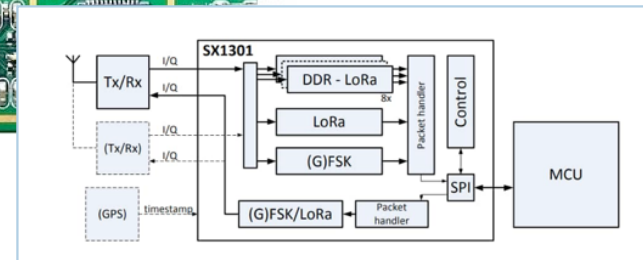 SX1301
I/Q
Tx/Rx
I/Q
DDR - LoRa
8x
LoRa
(G)FSK
Packet handler
Control
I/Q
(Tx/Rx)
I/Q
SPI
MCU
(GPS)
timestamp
(G)FSK/LoRa
Packet
handler